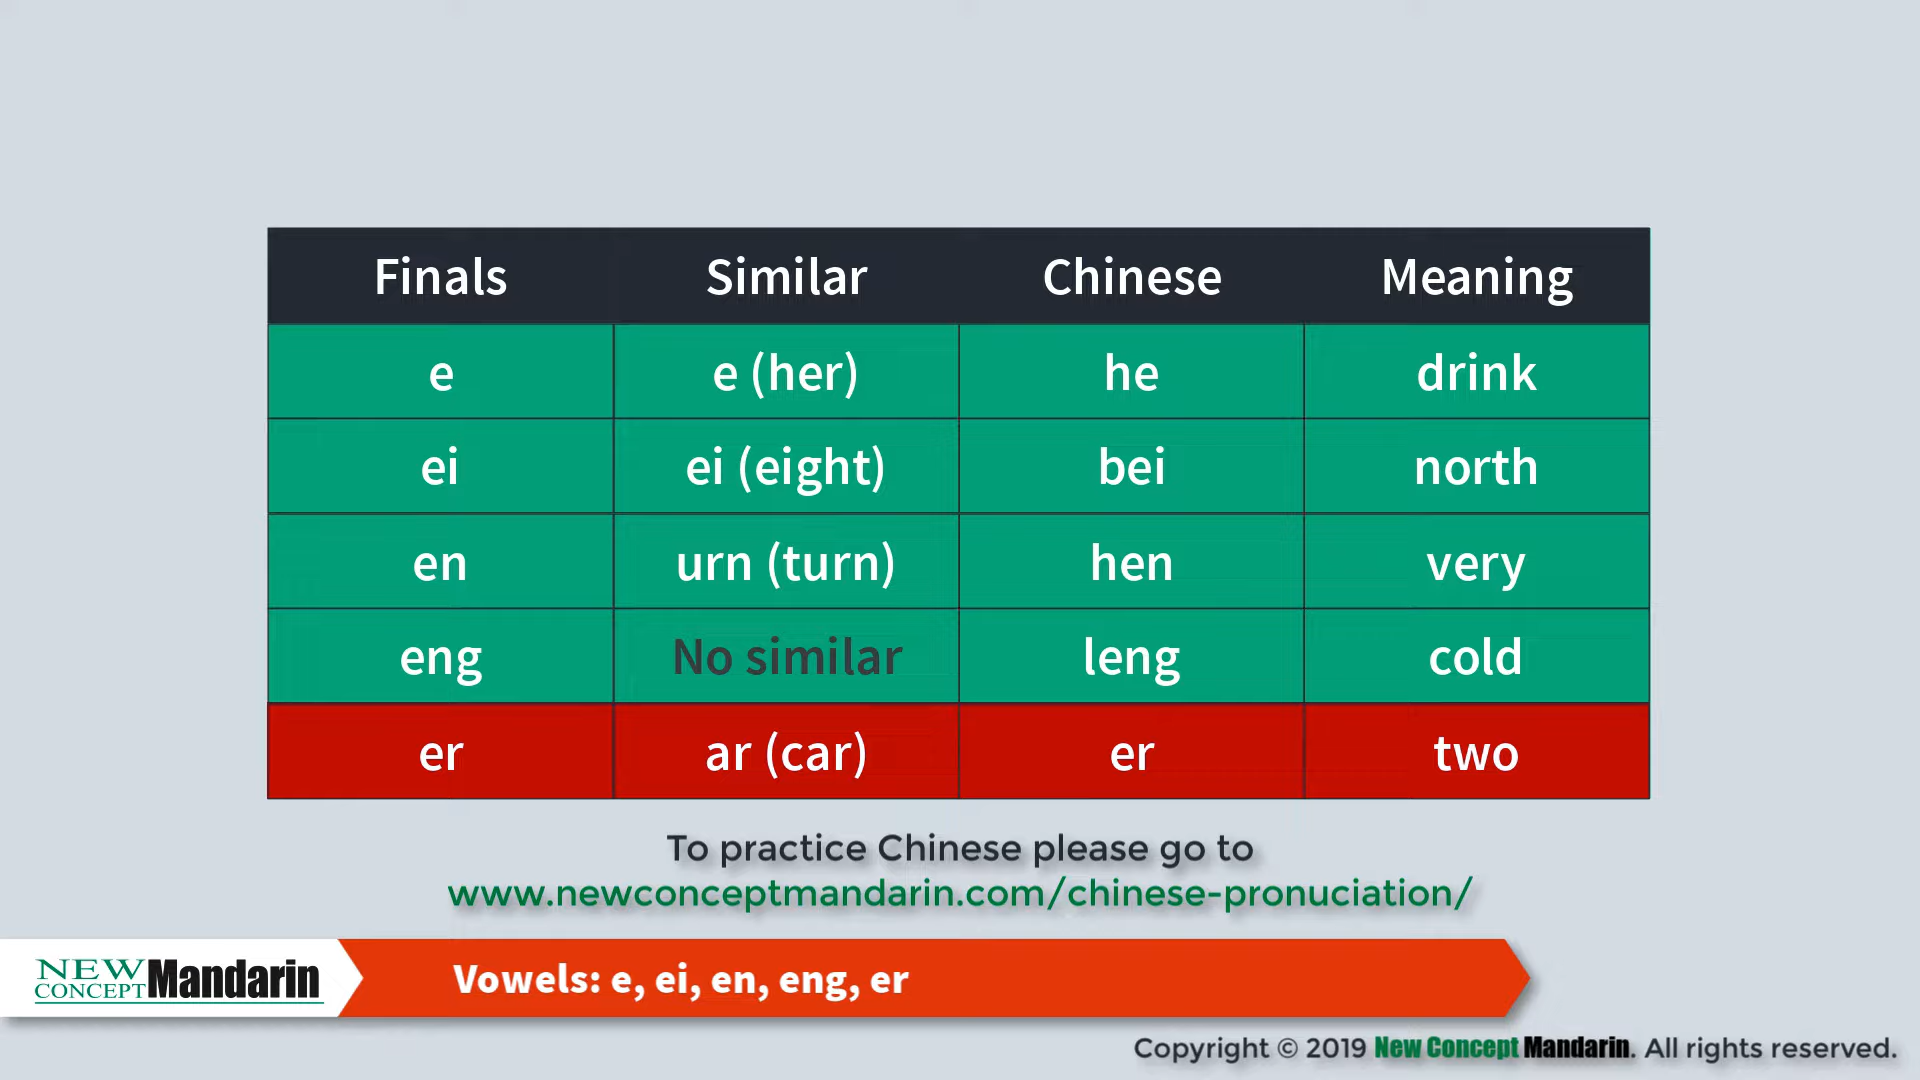 Finals Similar Chinese Meaning
e e (her) he drink
ei ei (eight) bei north
en urn (turn) hen very
eng No similar leng cold
er ar (car) er two
To practice Chinese please go to
www.newconceptmandarin.com/chinese-pronuciation/
NEW CONCEPT Mandarin
Vowels: e, ei, en, eng, er
Copyright © 2019 New Concept Mandarin. All rights reserved.